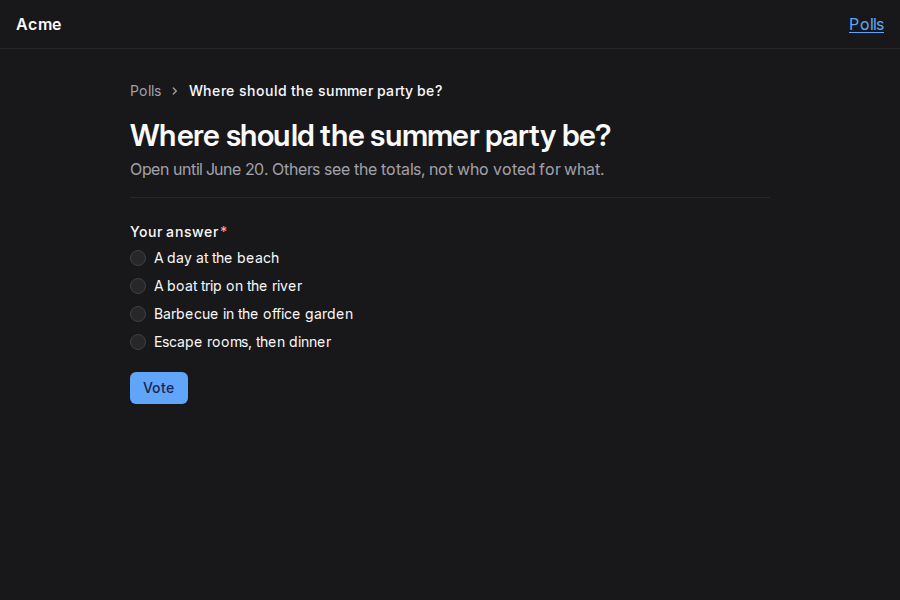 Acme
Polls
Polls > Where should the summer party be?
Where should the summer party be?
Open until June 20. Others see the totals, not who voted for what.
Your answer*
A day at the beach
A boat trip on the river
Barbecue in the office garden
Escape rooms, then dinner
Vote